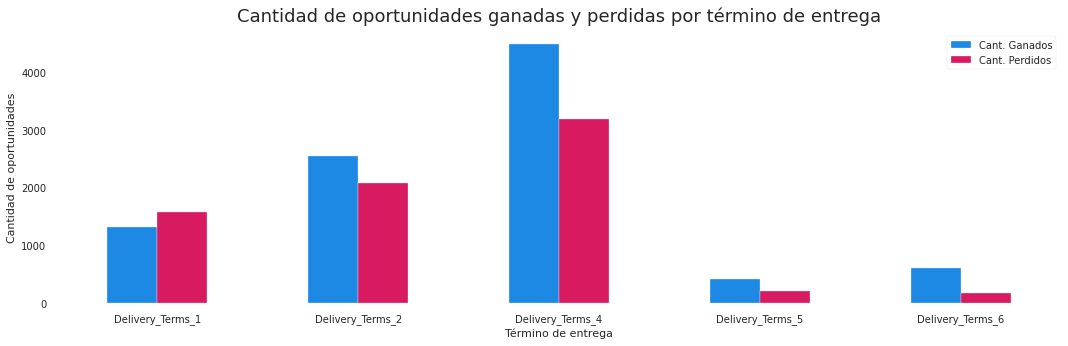 Cantidad de oportunidades ganadas y perdidas por término de entrega
Cant. Ganados
Cant. Perdidos
Cantidad de oportunidades
4000
3000
2000
1000
0
Delivery_Terms_1
Delivery_Terms_2
Delivery_Terms_4
Delivery_Terms_5
Delivery_Terms_6
Término de entrega